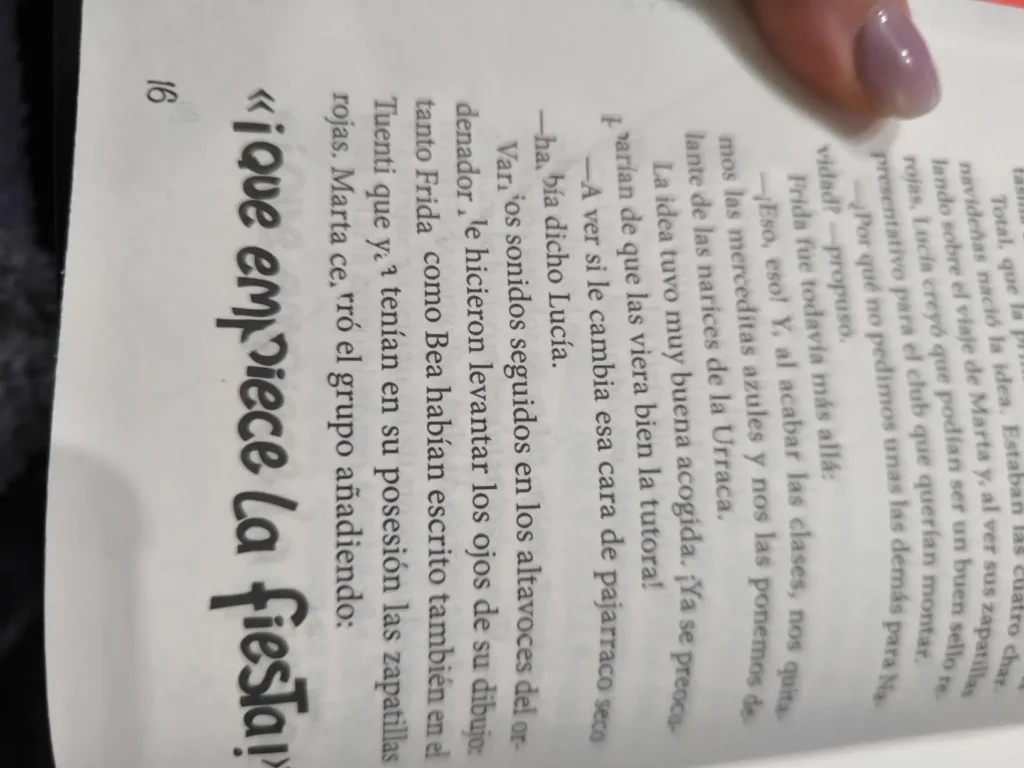 Total, que la
navideñas nació la idea. Estaban las cuatro char-
lando sobre el viaje de Marta y, al ver sus zapatillas
rojas, Lucía creyó que podían ser un buen sello re-
presentativo para el club que querían montar.
—¿Por qué no pedimos unas las demás para Na-
vidad? —propuso.
Frida fue todavía más allá:
—¡Eso, eso! Y, al acabar las clases, nos quita-
mos las merceditas azules y nos las ponemos de-
lante de las narices de la Urraca.
La idea tuvo muy buena acogida. ¡Ya se preocu-
parían de que las viera bien la tutora!
—A ver si le cambia esa cara de pajarraco seco
—había dicho Lucía.
Varios sonidos seguidos en los altavoces del or-
denador le hicieron levantar los ojos de su dibujo:
tanto Frida como Bea habían escrito también en el
Tuenti que ya tenían en su posesión las zapatillas
rojas. Marta cerró el grupo añadiendo:
«¡que empiece la fiesta!»
16